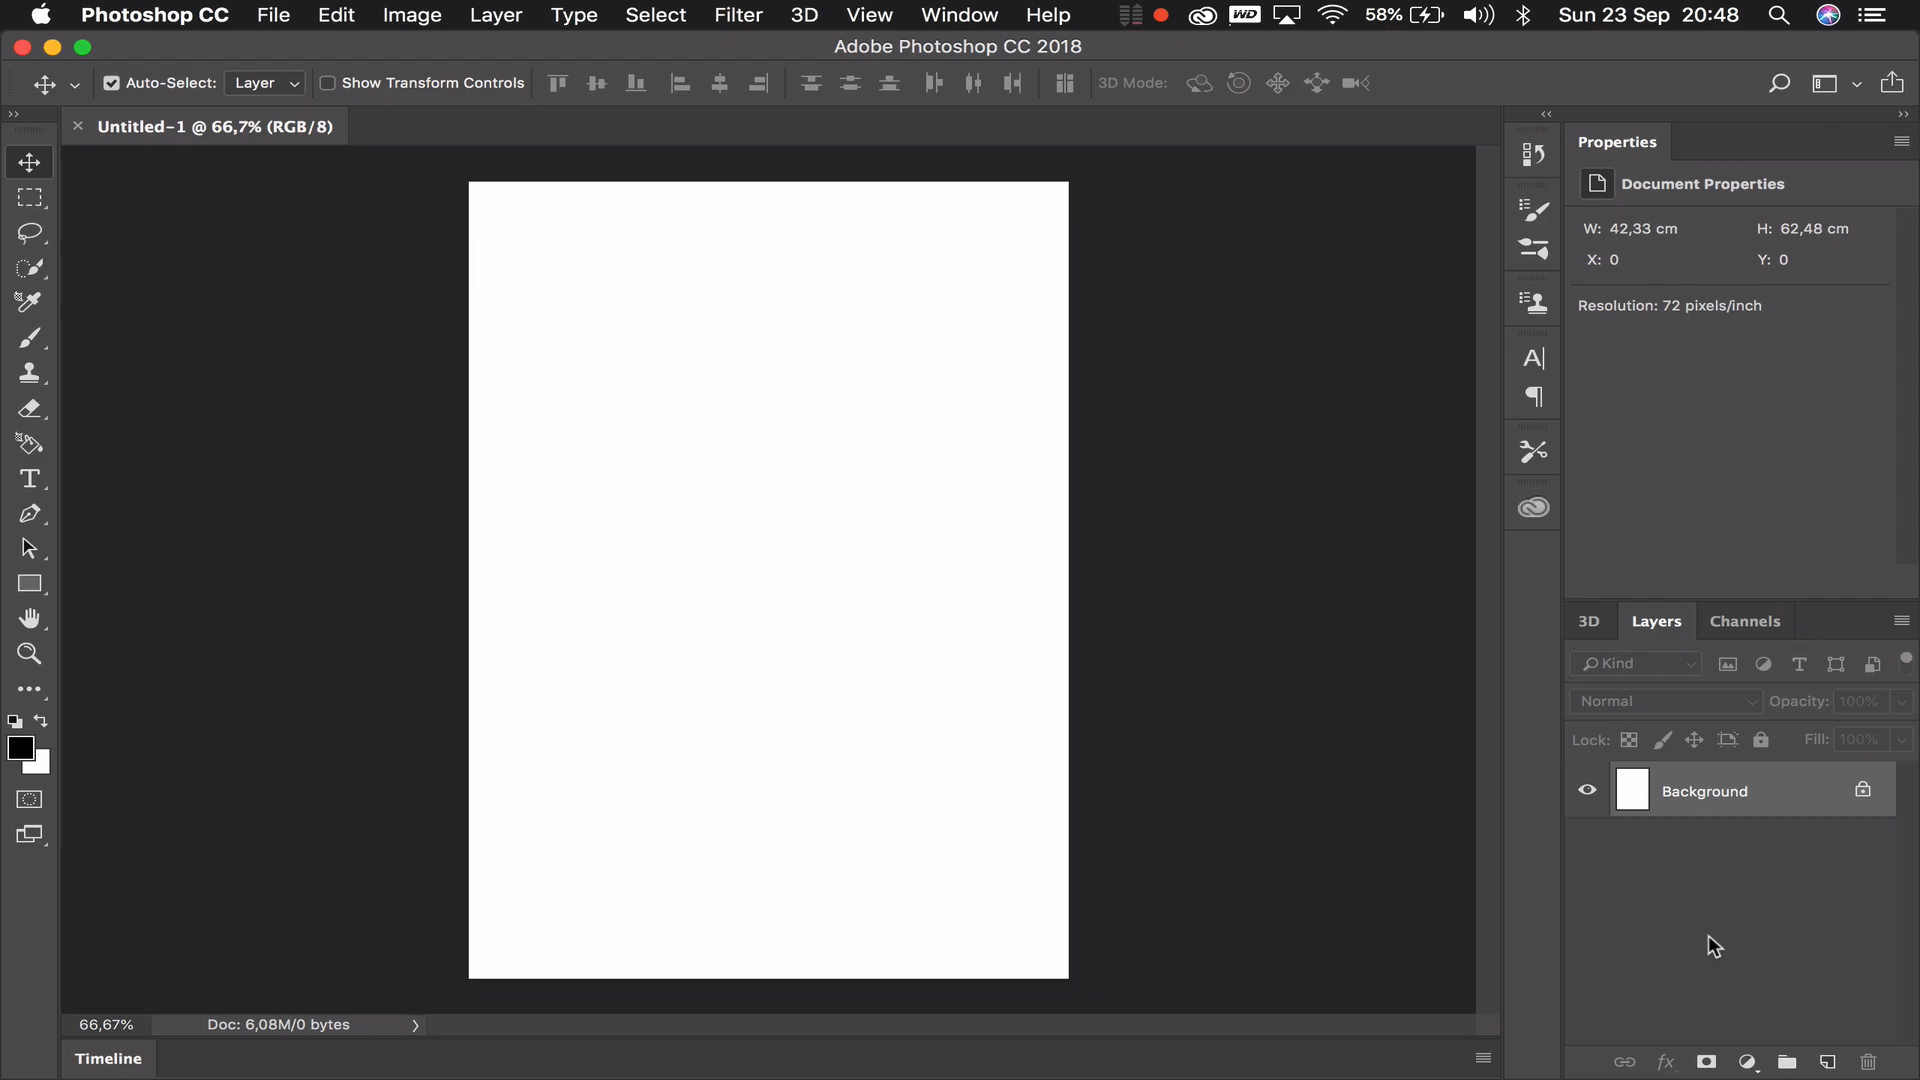 Photoshop CC File Edit Image Layer Type Select Filter 3D View Window Help WD 58% Sun 23 Sep 20:48
Adobe Photoshop CC 2018
Auto-Select: Layer Show Transform Controls 3D Mode:
Untitled-1 @ 66,7% (RGB/8)
Properties
Document Properties
W: 42,33 cm H: 62,48 cm
X: 0 Y: 0
Resolution: 72 pixels/inch
3D Layers Channels
Kind
Normal Opacity: 100%
Lock: Fill: 100%
Background
66,67% Doc: 6,08M/0 bytes
Timeline
fx